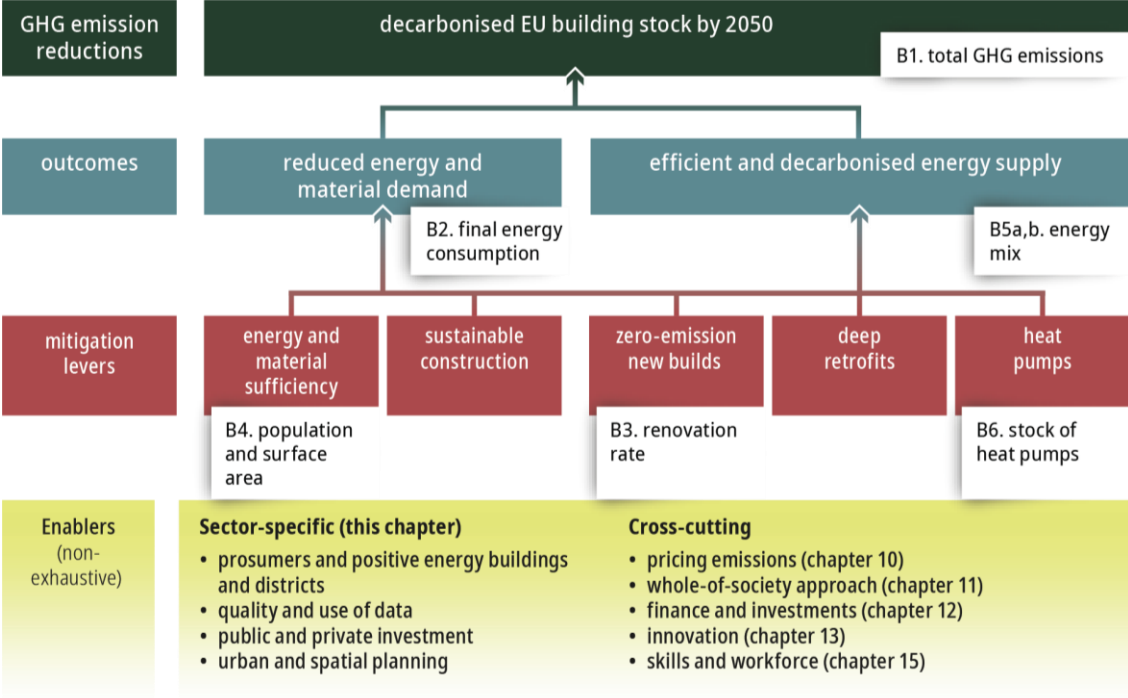 GHG emission
reductions
decarbonised EU building stock by 2050
B1. total GHG emissions
outcomes
reduced energy and
material demand
efficient and decarbonised energy supply
B2. final energy
consumption
B5a,b. energy
mix
mitigation
levers
energy and
material
sufficiency
sustainable
construction
zero-emission
new builds
deep
retrofits
heat
pumps
B4. population
and surface
area
B3. renovation
rate
B6. stock of
heat pumps
Enablers
(non-
exhaustive)
Sector-specific (this chapter)
• prosumers and positive energy buildings
and districts
• quality and use of data
• public and private investment
• urban and spatial planning
Cross-cutting
• pricing emissions (chapter 10)
• whole-of-society approach (chapter 11)
• finance and investments (chapter 12)
• innovation (chapter 13)
• skills and workforce (chapter 15)